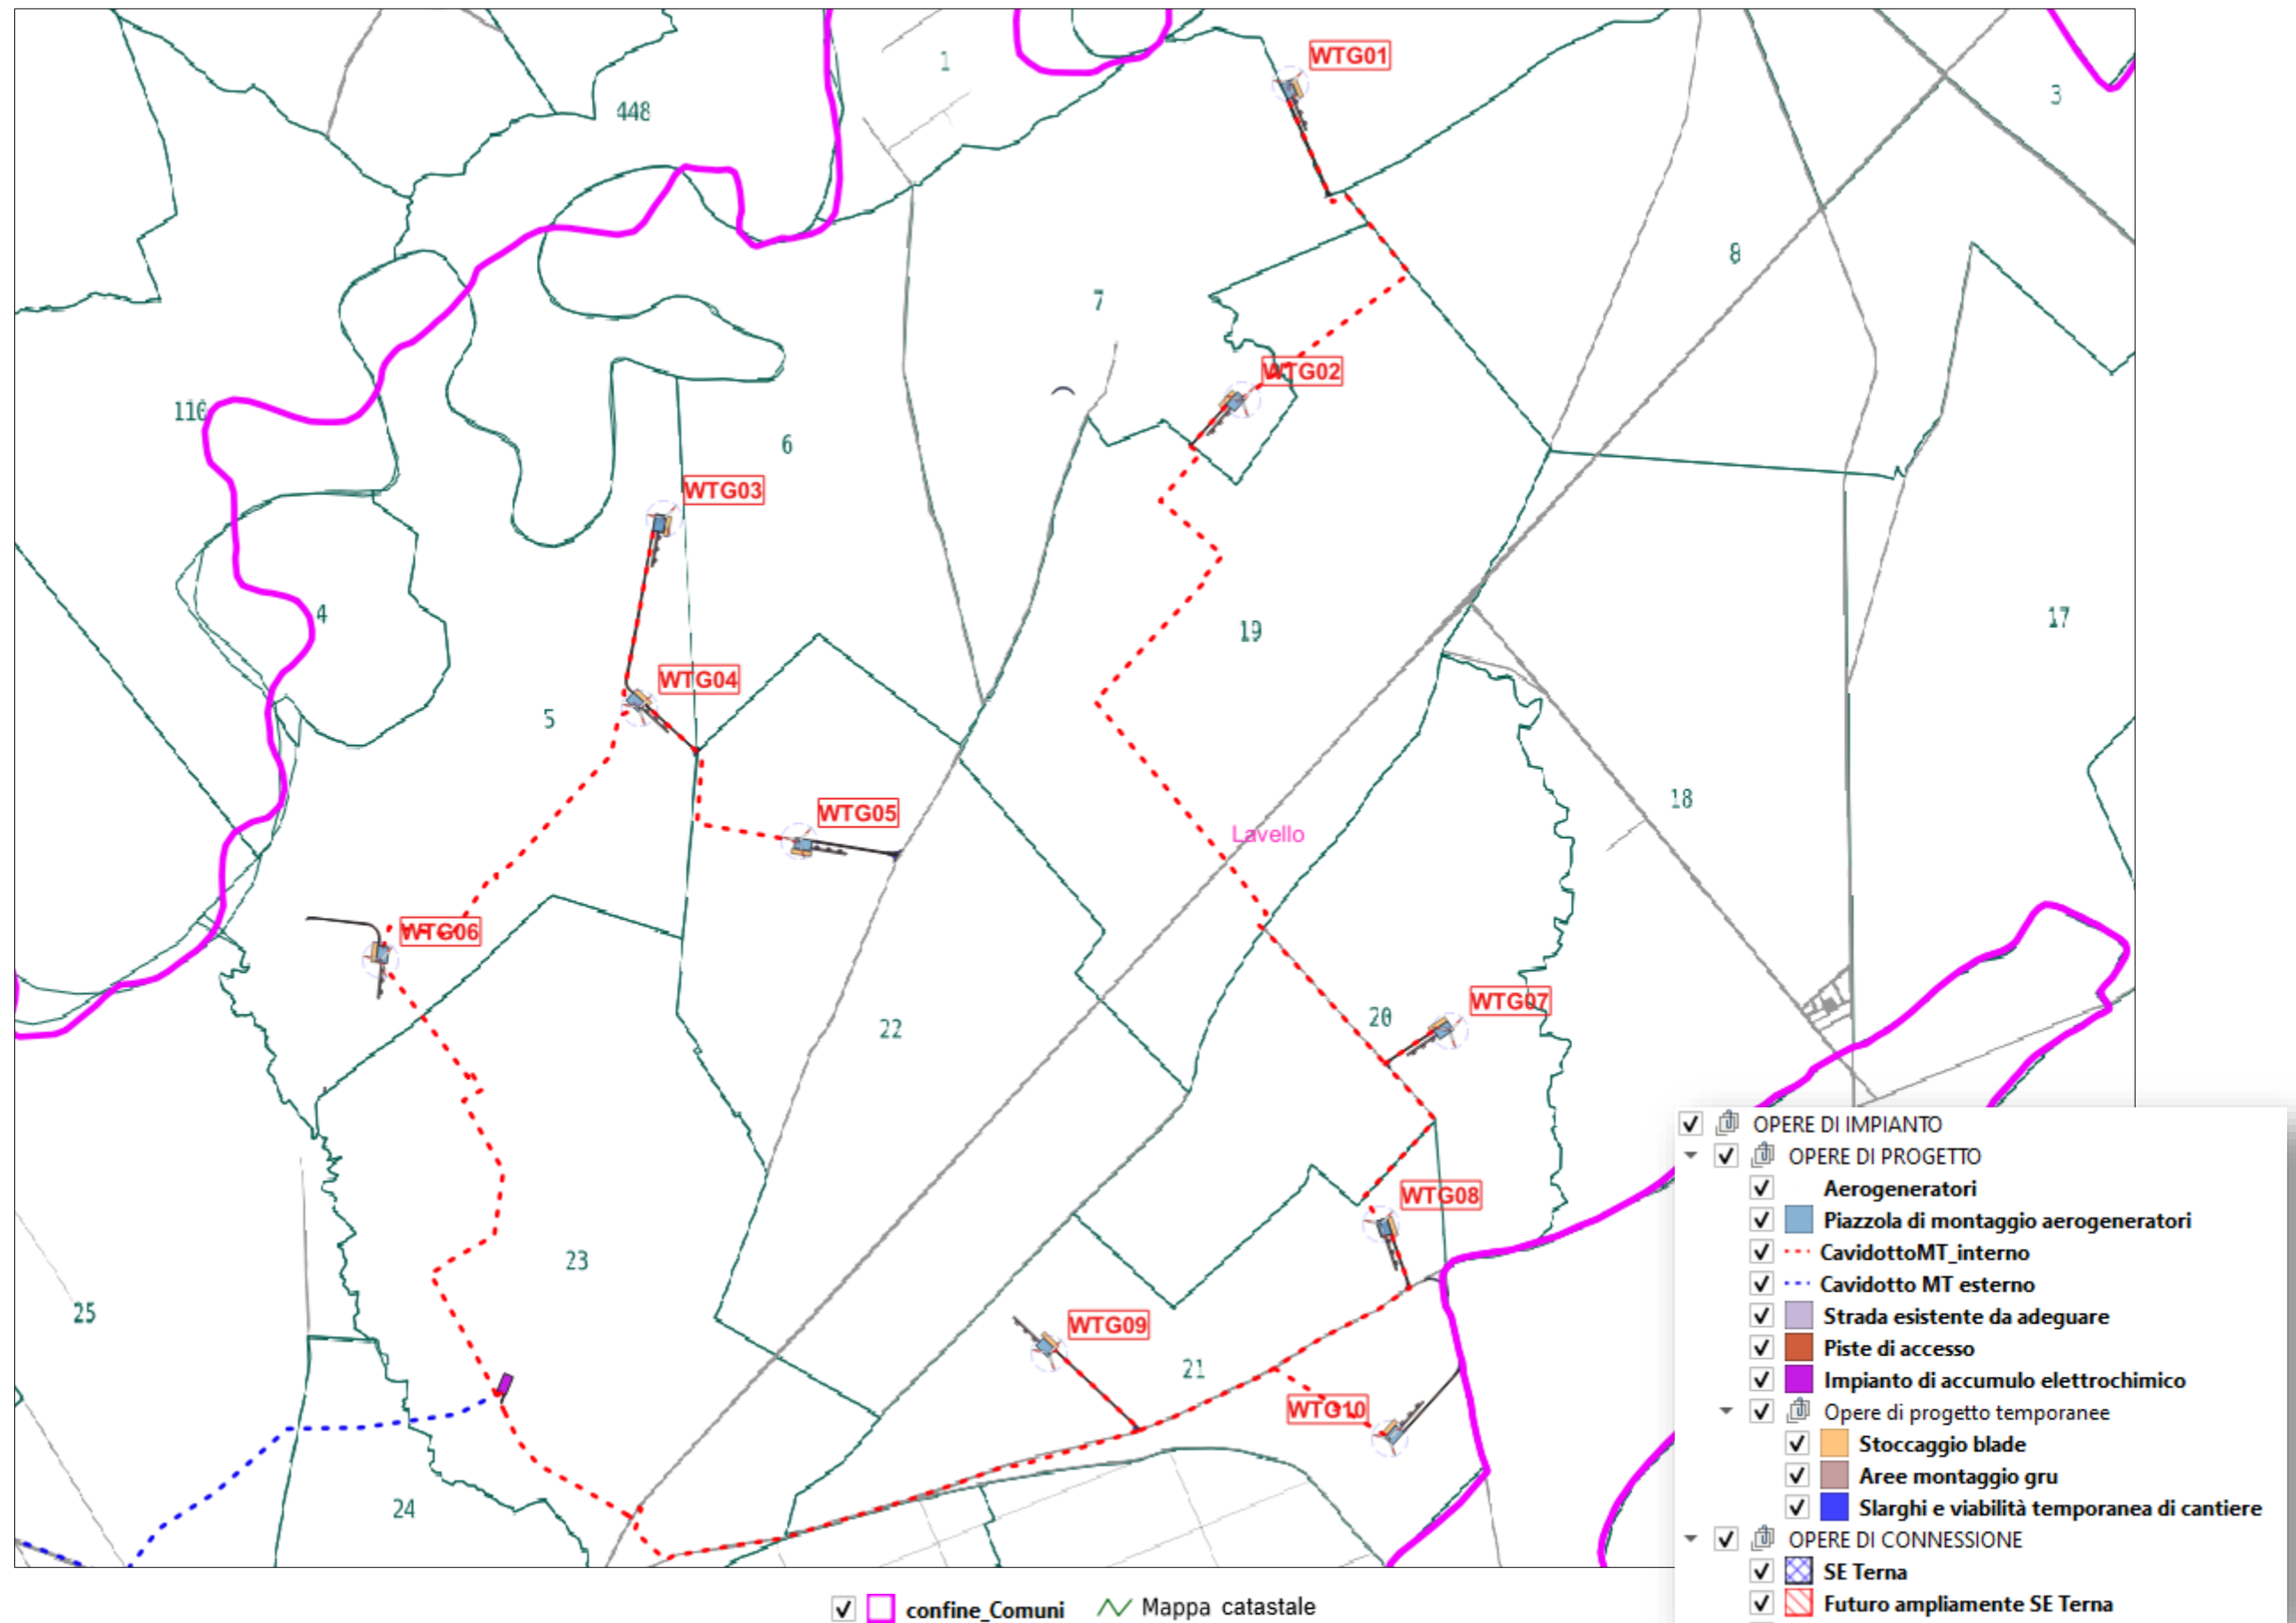 WTG01
1
3
448
8
7
WTG02
116
6
WTG03
4
17
19
WTG04
5
18
WTG05
Lavello
WTG06
WTG07
20
22
WTG08
23
25
WTG09
21
WTG10
24
OPERE DI IMPIANTO
OPERE DI PROGETTO
Aerogeneratori
Piazzola di montaggio aerogeneratori
CavidottoMT_interno
Cavidotto MT esterno
Strada esistente da adeguare
Piste di accesso
Impianto di accumulo elettrochimico
Opere di progetto temporanee
Stoccaggio blade
Aree montaggio gru
Slarghi e viabilità temporanea di cantiere
OPERE DI CONNESSIONE
SE Terna
Futuro ampliamente SE Terna
confine_Comuni Mappa catastale